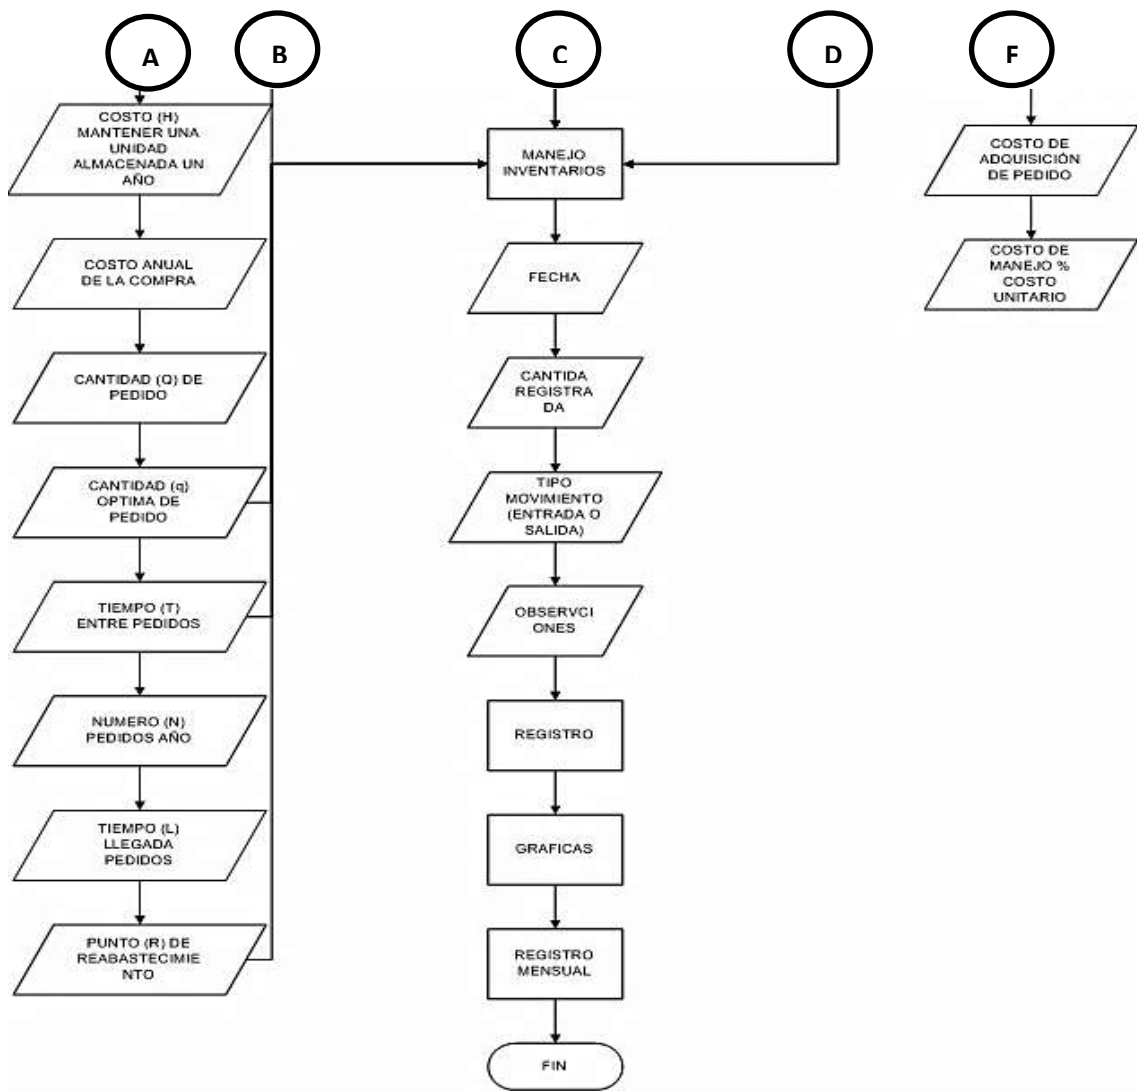 A
B
C
D
F
COSTO (H)
MANTENER UNA
UNIDAD
ALMACENADA UN
AÑO
COSTO ANUAL
DE LA COMPRA
CANTIDAD (Q) DE
PEDIDO
CANTIDAD (q)
OPTIMA DE
PEDIDO
TIEMPO (T)
ENTRE PEDIDOS
NUMERO (N)
PEDIDOS AÑO
TIEMPO (L)
LLEGADA
PEDIDOS
PUNTO (R) DE
REABASTECIMIE
NTO
MANEJO
INVENTARIOS
FECHA
CANTIDA
REGISTRA
DA
TIPO
MOVIMIENTO
(ENTRADA O
SALIDA)
OBSERVCI
ONES
REGISTRO
GRAFICAS
REGISTRO
MENSUAL
FIN
COSTO DE
ADQUISICIÓN
DE PEDIDO
COSTO DE
MANEJO %
COSTO
UNITARIO